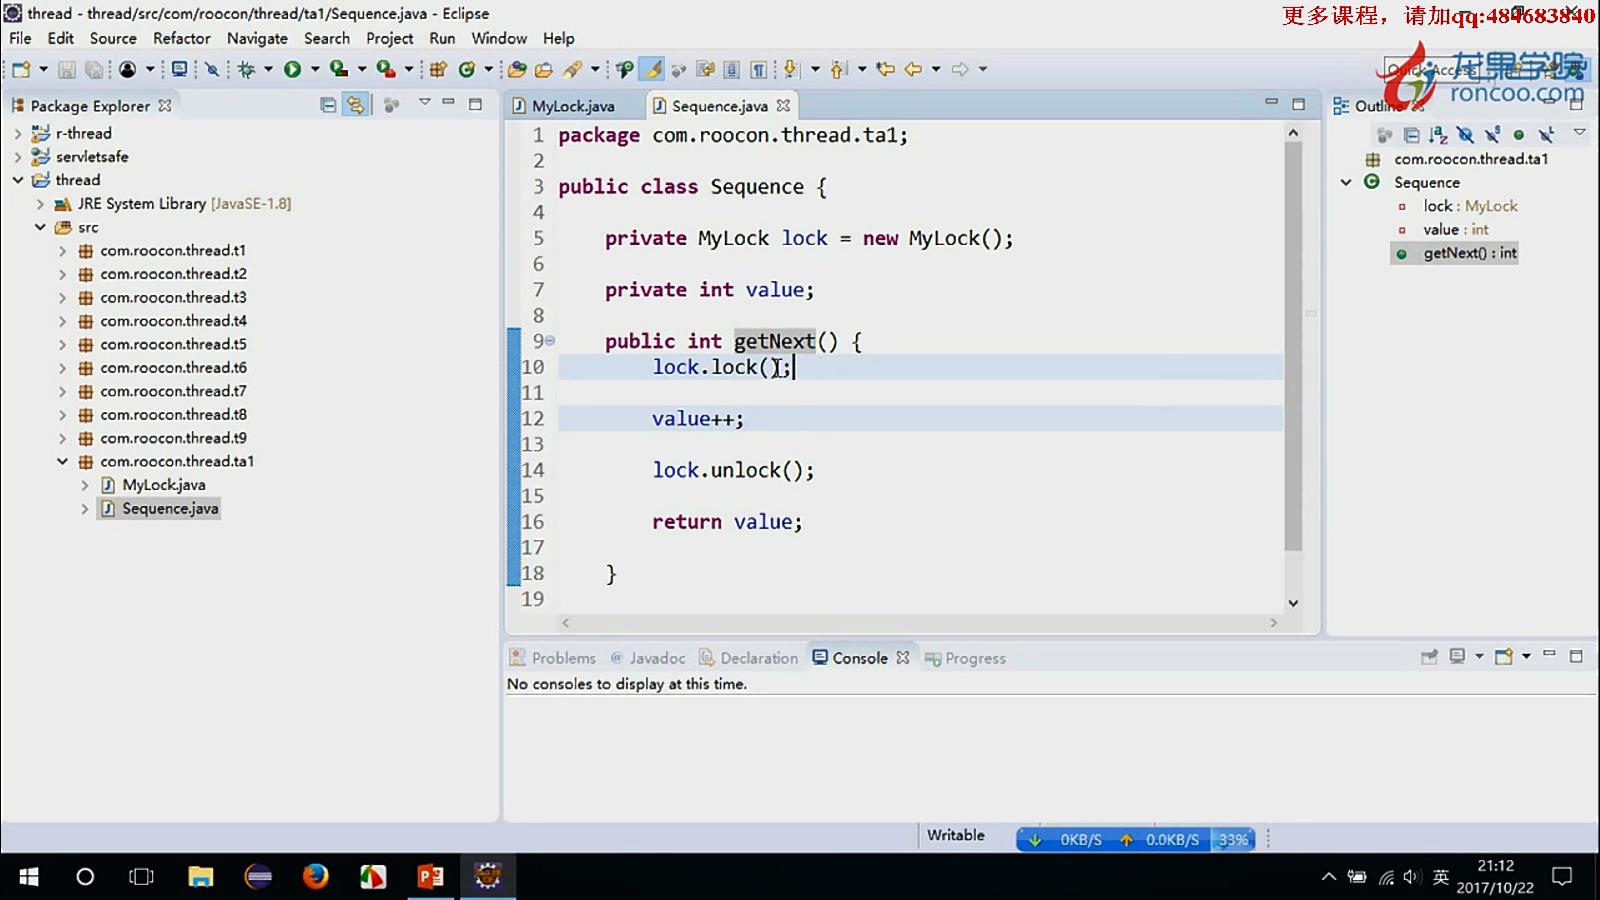 thread - thread/src/com/roocon/thread/ta1/Sequence.java - Eclipse
更多课程，请加qq:484683840
File Edit Source Refactor Navigate Search Project Run Window Help
Quick Access
龙果学院
roncoo.com
Package Explorer
MyLock.java
Sequence.java
Outline
r-thread
servletsafe
thread
JRE System Library [JavaSE-1.8]
src
com.roocon.thread.t1
com.roocon.thread.t2
com.roocon.thread.t3
com.roocon.thread.t4
com.roocon.thread.t5
com.roocon.thread.t6
com.roocon.thread.t7
com.roocon.thread.t8
com.roocon.thread.t9
com.roocon.thread.ta1
MyLock.java
Sequence.java
1 package com.roocon.thread.ta1;
2
3 public class Sequence {
4
5 private MyLock lock = new MyLock();
6
7 private int value;
8
9 public int getNext() {
10 lock.lock();
11
12 value++;
13
14 lock.unlock();
15
16 return value;
17
18 }
19
com.roocon.thread.ta1
Sequence
lock : MyLock
value : int
getNext() : int
Problems @ Javadoc Declaration Console Progress
No consoles to display at this time.
Writable
0KB/S 0.0KB/S 33%
英
21:12
2017/10/22